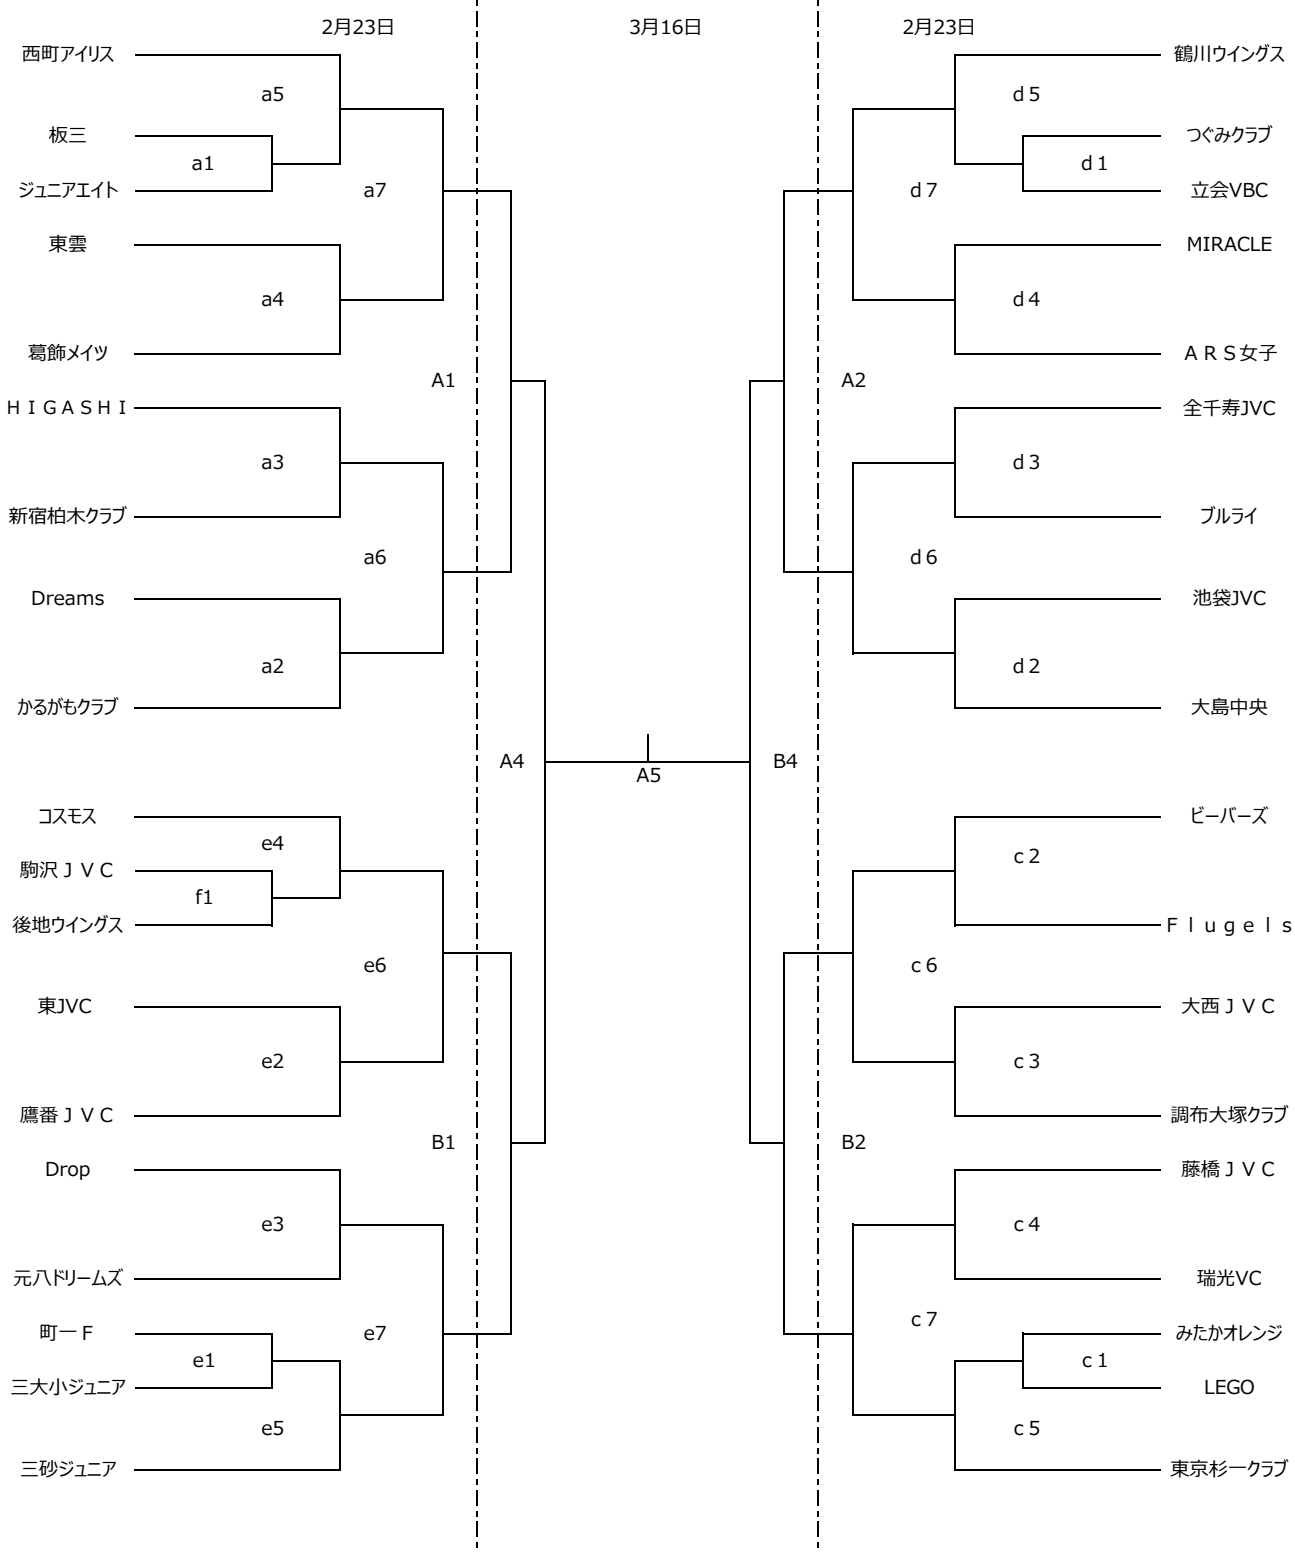 2月23日
3月16日
2月23日
西町アイリス
a5
板三
a1
ジュニアエイト
a7
東雲
a4
葛飾メイツ
A1
ＨＩＧＡＳＨＩ
a3
新宿柏木クラブ
a6
Dreams
a2
かるがもクラブ
A4
コスモス
e4
駒沢ＪＶＣ
f1
後地ウイングス
e6
東JVC
e2
鷹番ＪＶＣ
B1
Drop
e3
元八ドリームズ
e7
町一Ｆ
e1
三大小ジュニア
e5
三砂ジュニア
A5
鶴川ウイングス
ｄ5
つぐみクラブ
ｄ1
立会VBC
ｄ7
MIRACLE
ｄ4
ＡＲＳ女子
A2
全千寿JVC
ｄ3
ブルライ
ｄ6
池袋JVC
ｄ2
大島中央
B4
ビーバーズ
ｃ2
Ｆｌｕｇｅｌｓ
ｃ6
大西ＪＶＣ
ｃ3
調布大塚クラブ
B2
藤橋ＪＶＣ
ｃ4
瑞光VC
ｃ7
みたかオレンジ
ｃ1
LEGO
ｃ5
東京杉一クラブ